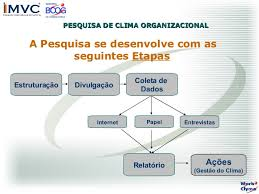 MVC
PESQUISA DE CLIMA ORGANIZACIONAL
A Pesquisa se desenvolve com as
seguintes Etapas
Estruturação
Divulgação
Coleta de
Dados
Internet
Papel
Entrevistas
Relatório
Ações
(Gestão do Clima)